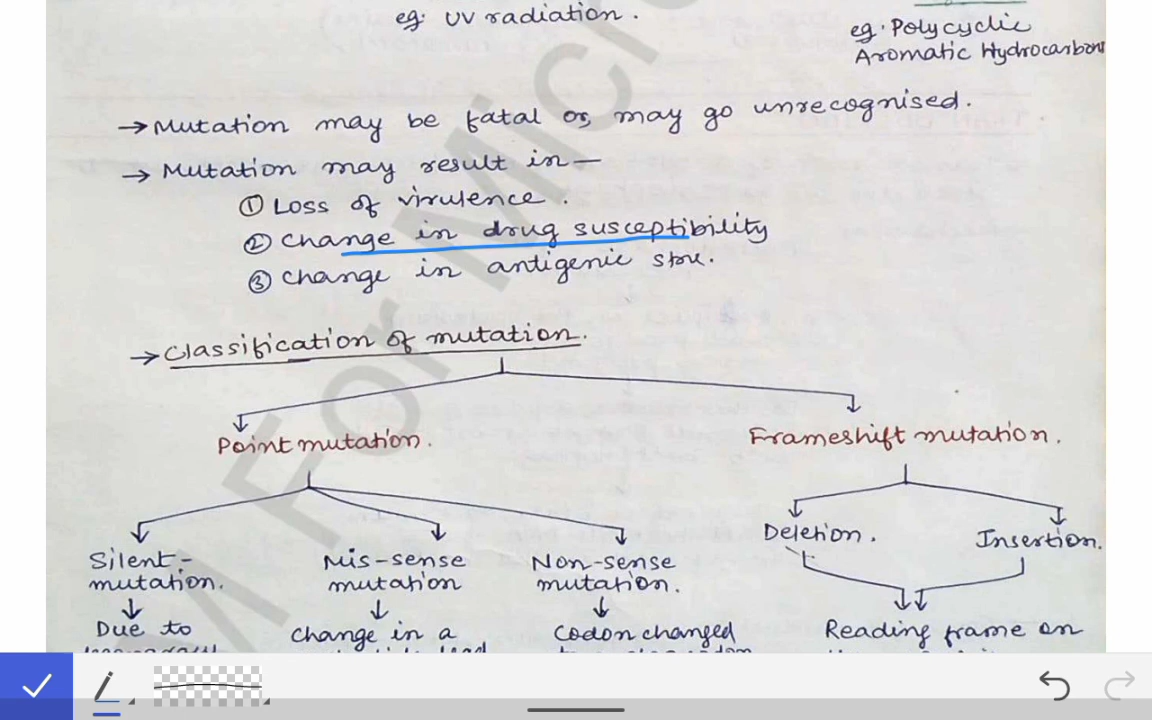 eg: UV radiation.
eg. Polycyclic
Aromatic Hydrocarbon
→ Mutation may be fatal or may go unrecognised.
→ Mutation may result in –
① Loss of virulence.
② Change in drug susceptibility
③ Change in antigenic stru.
→ Classification of mutation.
Point mutation.
Frameshift mutation.
Silent - mutation.
Mis-sense mutation
Non-sense mutation.
Deletion.
Insertion.
Due to
Change in a
Codon changed
Reading frame on
For Micro